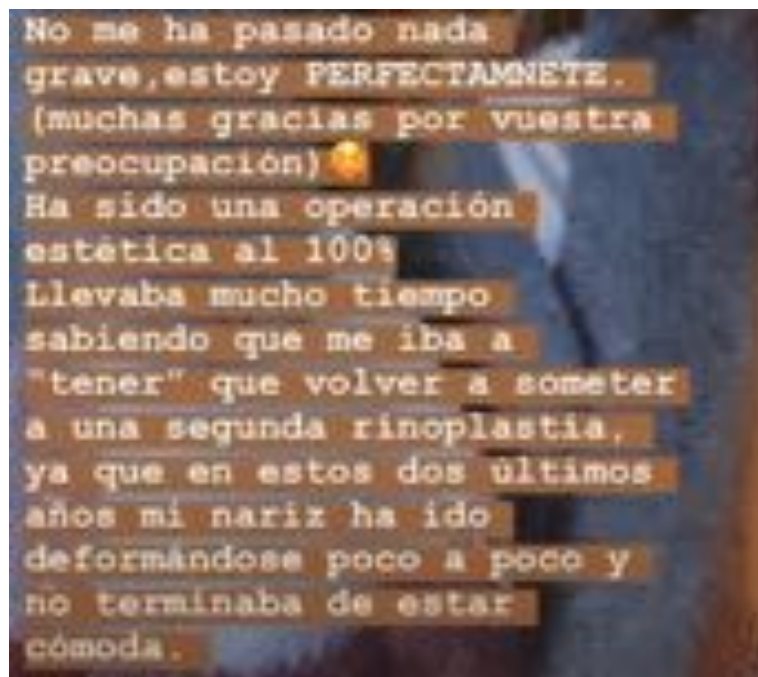 No me ha pasado nada
grave,estoy PERFECTAMNETE.
(muchas gracias por vuestra
preocupación)🥰
Ha sido una operación
estética al 100%
Llevaba mucho tiempo
sabiendo que me iba a
"tener" que volver a someter
a una segunda rinoplastia,
ya que en estos dos últimos
años mi nariz ha ido
deformándose poco a poco y
no terminaba de estar
cómoda.